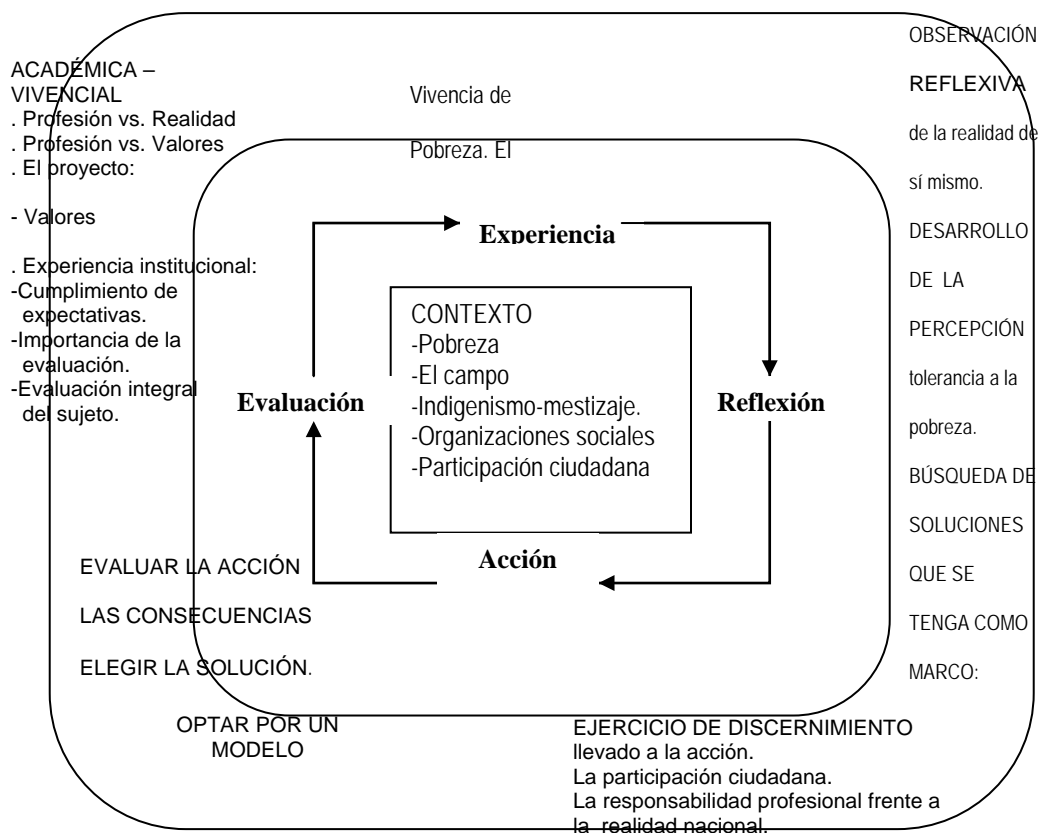 ACADÉMICA –
VIVENCIAL
. Profesión vs. Realidad
. Profesión vs. Valores
. El proyecto:
- Valores
. Experiencia institucional:
-Cumplimiento de
expectativas.
-Importancia de la
evaluación.
-Evaluación integral
del sujeto.
Vivencia de
Pobreza. El
OBSERVACIÓN
REFLEXIVA
de la realidad de
sí mismo.
DESARROLLO
DE LA
PERCEPCIÓN
tolerancia a la
pobreza.
BÚSQUEDA DE
SOLUCIONES
QUE SE
TENGA COMO
MARCO:
Experiencia
CONTEXTO
-Pobreza
-El campo
-Indigenismo-mestizaje.
-Organizaciones sociales
-Participación ciudadana
Evaluación
Reflexión
Acción
EVALUAR LA ACCIÓN
LAS CONSECUENCIAS
ELEGIR LA SOLUCIÓN.
OPTAR POR UN
MODELO
EJERCICIO DE DISCERNIMIENTO
llevado a la acción.
La participación ciudadana.
La responsabilidad profesional frente a
la realidad nacional.